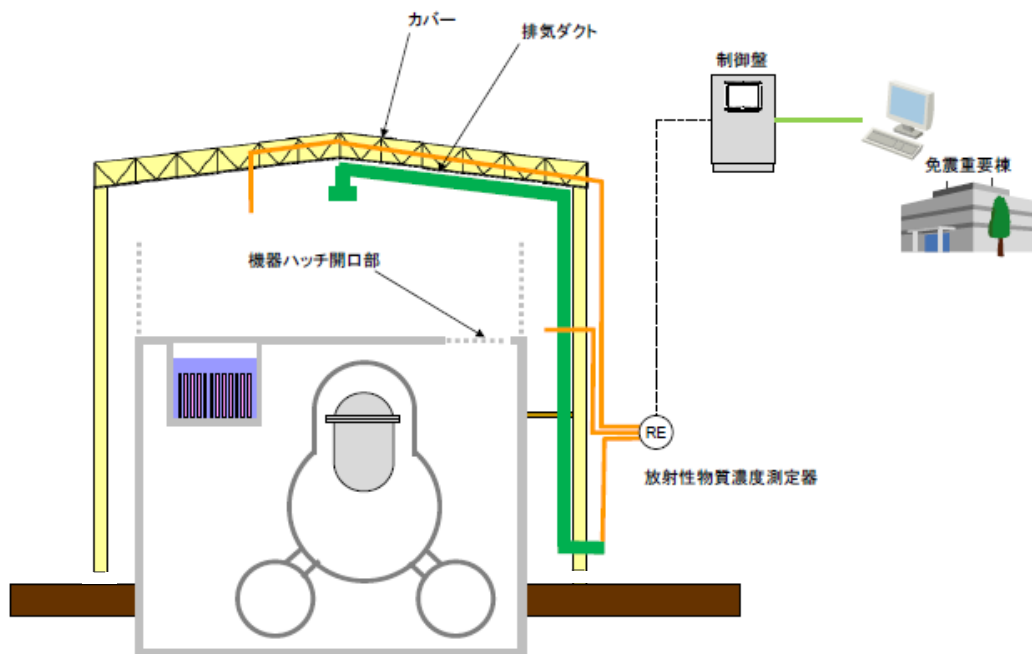 カバー
排気ダクト
制御盤
免震重要棟
機器ハッチ開口部
RE
放射性物質濃度測定器